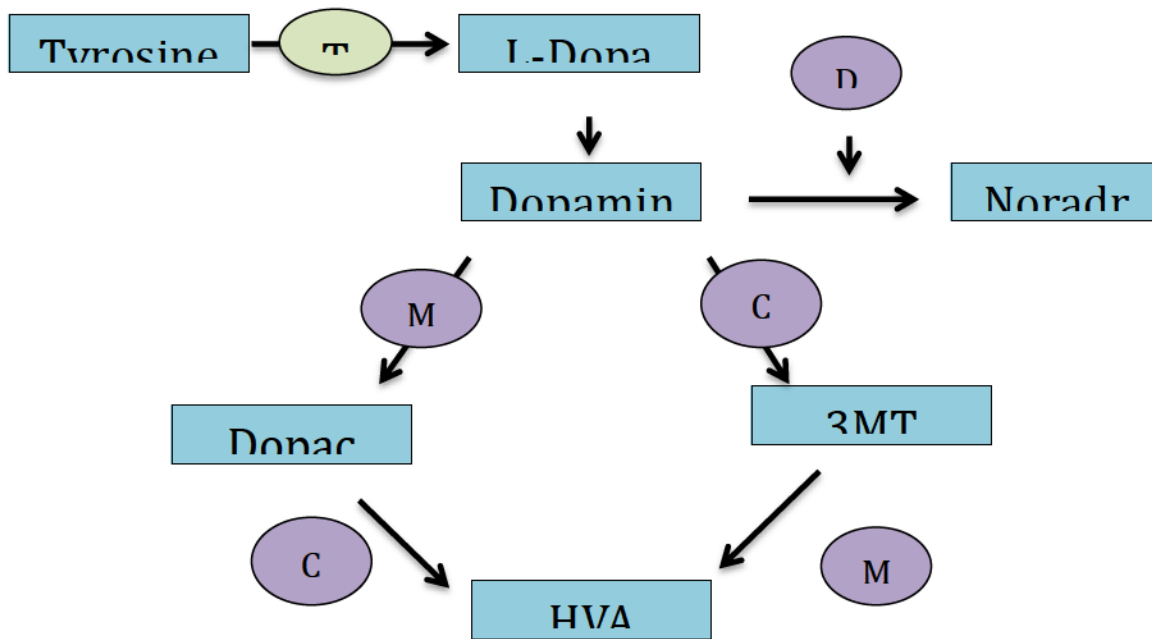 Tyrosine
T
L-Dopa
D
Dopamin
Noradr
M
C
Dopac
3MT
C
M
HVA